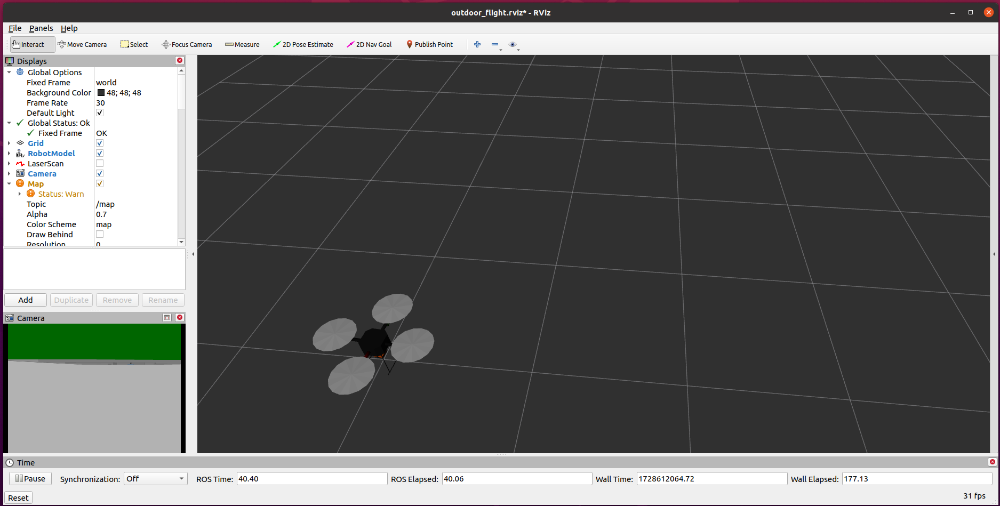 outdoor_flight.rviz* - RViz
File Panels Help
Interact Move Camera Select Focus Camera Measure 2D Pose Estimate 2D Nav Goal Publish Point
Displays
Global Options
Fixed Frame world
Background Color 48; 48; 48
Frame Rate 30
Default Light
Global Status: Ok
Fixed Frame OK
Grid
RobotModel
LaserScan
Camera
Map
Status: Warn
Topic /map
Alpha 0.7
Color Scheme map
Draw Behind
Resolution 0
Add Duplicate Remove Rename
Camera
Time
Pause Synchronization: Off ROS Time: 40.40 ROS Elapsed: 40.06 Wall Time: 1728612064.72 Wall Elapsed: 177.13
Reset 31 fps